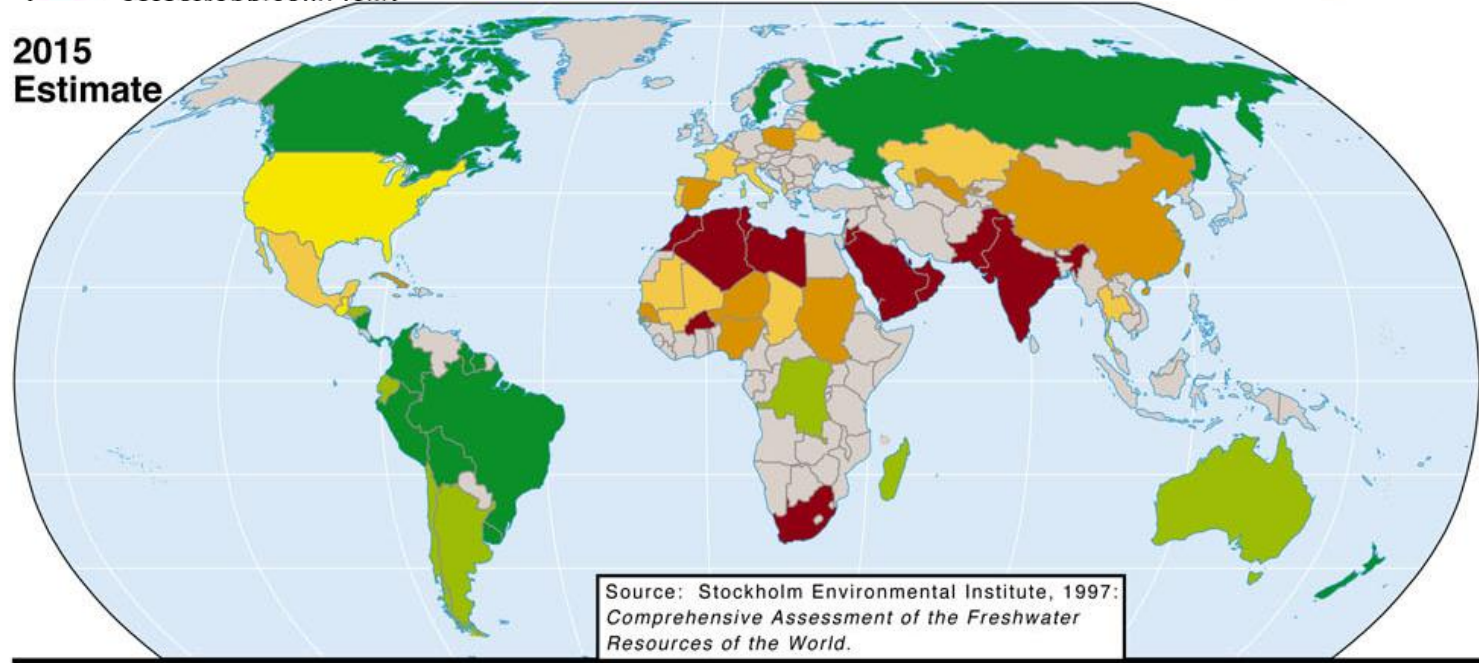 2015
Estimate
Source: Stockholm Environmental Institute, 1997:
Comprehensive Assessment of the Freshwater
Resources of the World.